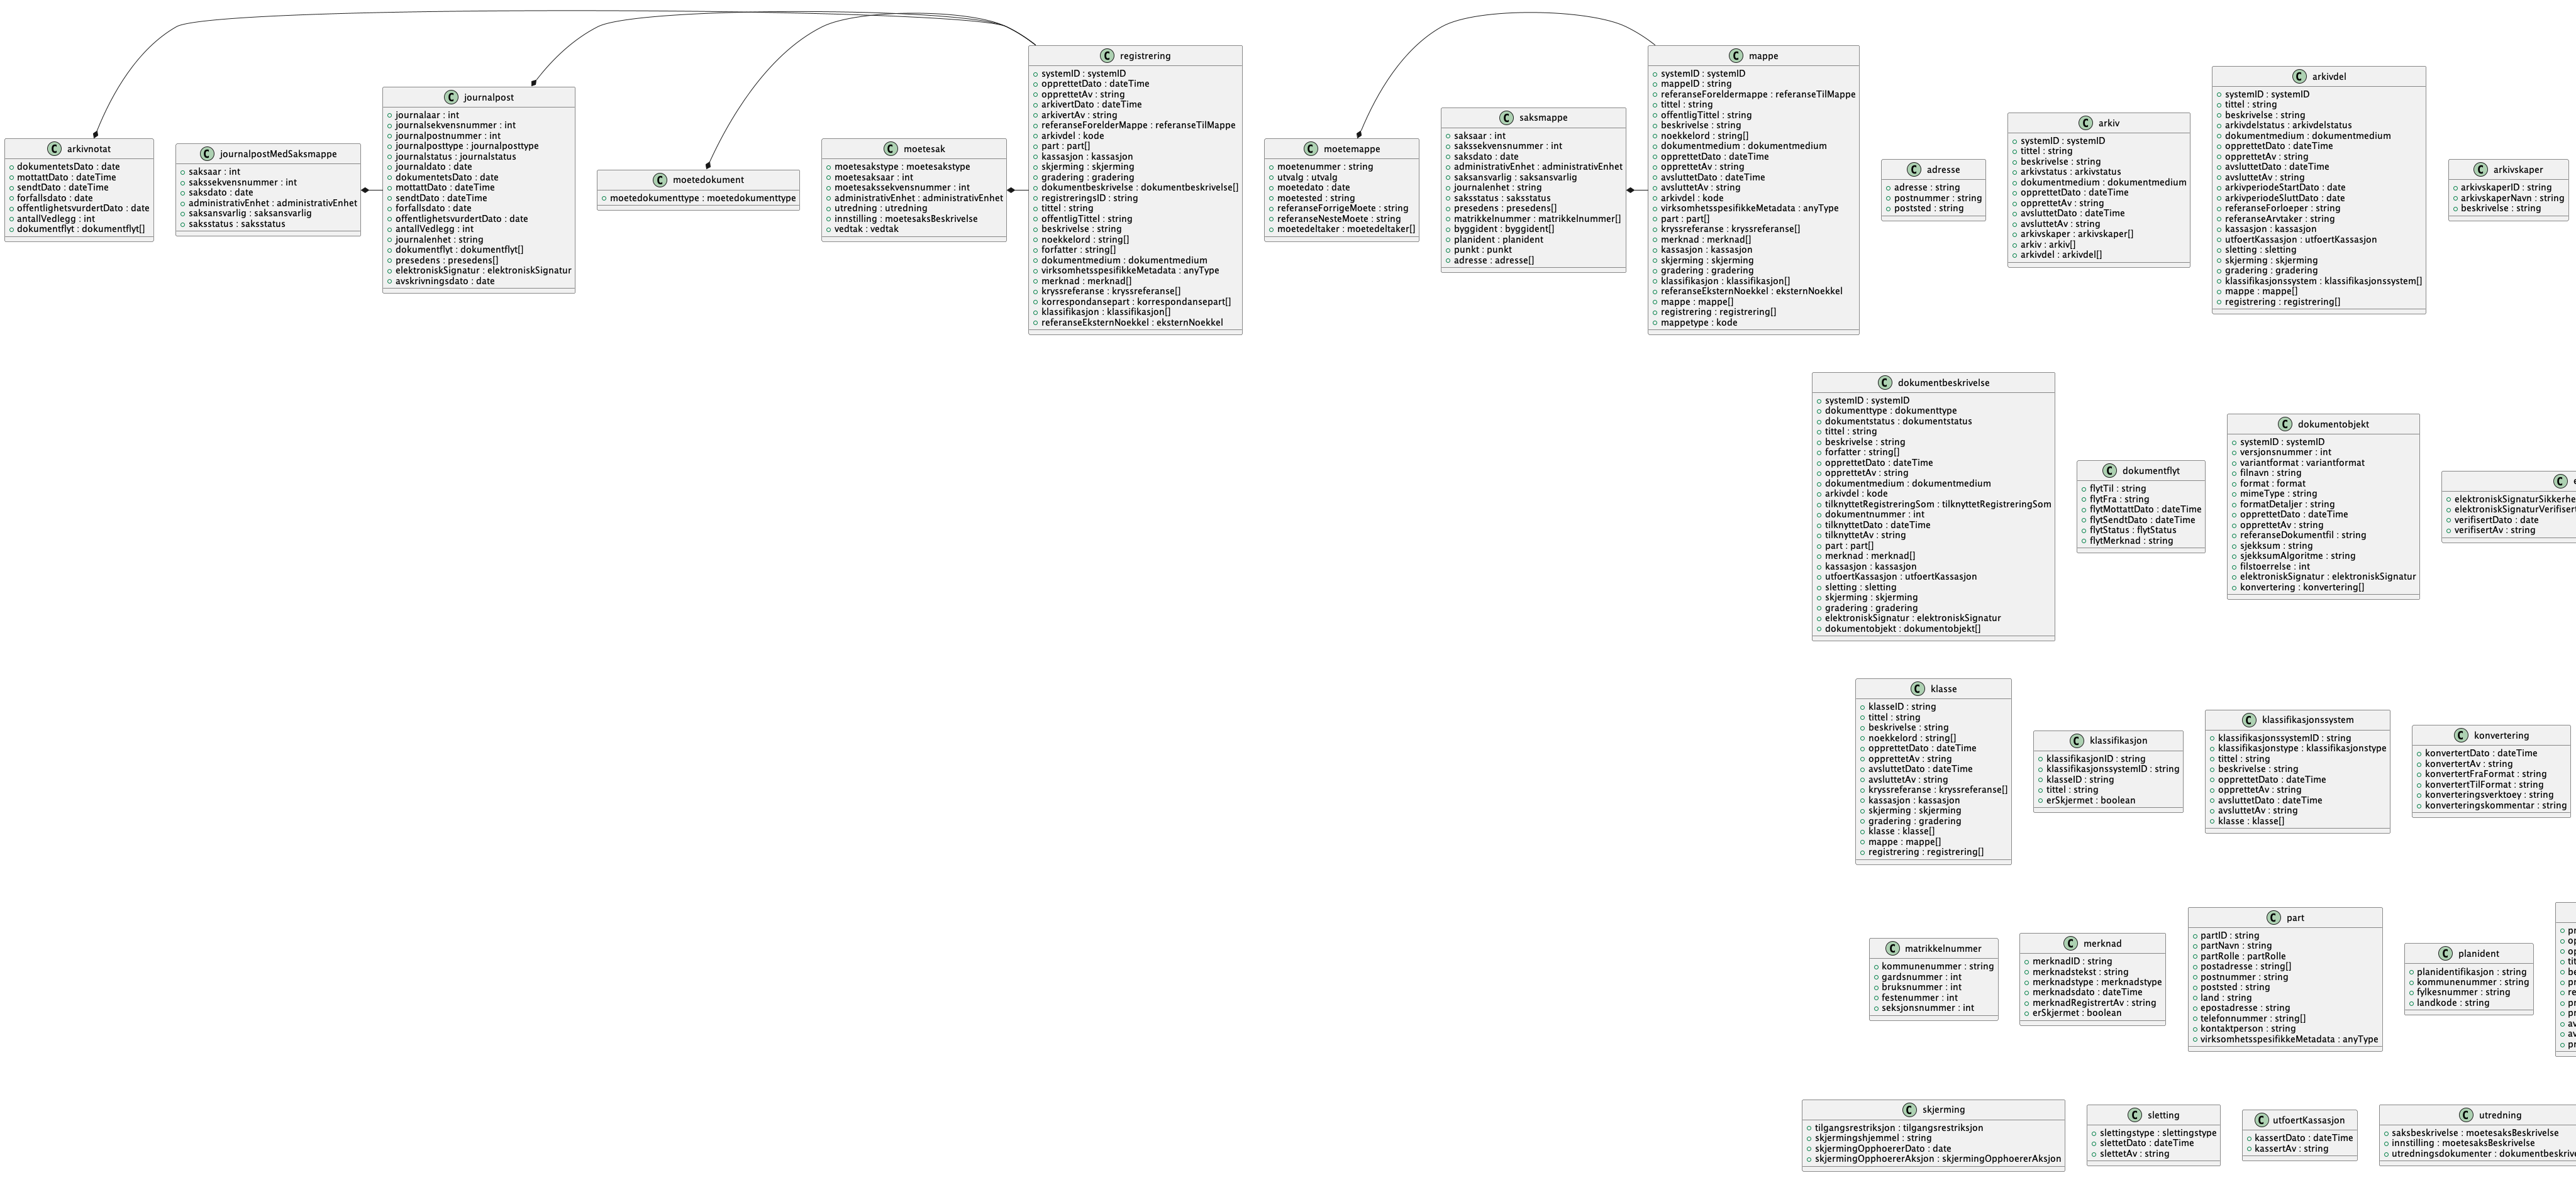 C registrering
systemID : systemID
opprettetDato : dateTime
opprettetAv : string
arkivertDato : dateTime
arkivertAv : string
referanseForelderMappe : referanseTilMappe
arkivdel : kode
part : part[]
kassasjon : kassasjon
skjerming : skjerming
gradering : gradering
dokumentbeskrivelse : dokumentbeskrivelse[]
registreringsID : string
tittel : string
offentligTittel : string
beskrivelse : string
noekkelord : string[]
forfatter : string[]
dokumentmedium : dokumentmedium
virksomhetsspesifikkeMetadata : anyType
merknad : merknad[]
kryssreferanse : kryssreferanse[]
korrespondansepart : korrespondansepart[]
klassifikasjon : klassifikasjon[]
referanseEksternNoekkel : eksternNoekkel
C mappe
systemID : systemID
mappeID : string
referanseForeldermappe : referanseTilMappe
tittel : string
offentligTittel : string
beskrivelse : string
noekkelord : string[]
dokumentmedium : dokumentmedium
opprettetDato : dateTime
opprettetAv : string
avsluttetDato : dateTime
avsluttetAv : string
arkivdel : kode
virksomhetsspesifikkeMetadata : anyType
part : part[]
kryssreferanse : kryssreferanse[]
merknad : merknad[]
kassasjon : kassasjon
skjerming : skjerming
gradering : gradering
klassifikasjon : klassifikasjon[]
referanseEksternNoekkel : eksternNoekkel
mappe : mappe[]
registrering : registrering[]
mappetype : kode
C arkivdel
systemID : systemID
tittel : string
beskrivelse : string
arkivdelstatus : arkivdelstatus
dokumentmedium : dokumentmedium
opprettetDato : dateTime
opprettetAv : string
avsluttetDato : dateTime
avsluttetAv : string
arkivperiodeStartDato : date
arkivperiodeSluttDato : date
referanseForloeper : string
referanseArvtaker : string
kassasjon : kassasjon
utfoertKassasjon : utfoertKassasjon
sletting : sletting
skjerming : skjerming
gradering : gradering
klassifikasjonssystem : klassifikasjonssystem[]
mappe : mappe[]
registrering : registrering[]
C journalpost
journalaar : int
journalsekvensnummer : int
journalpostnummer : int
journalposttype : journalposttype
journalstatus : journalstatus
journaldato : date
dokumentetsDato : date
mottattDato : dateTime
sendtDato : dateTime
forfallsdato : date
offentlighetsvurdertDato : date
antallVedlegg : int
journalenhet : string
dokumentflyt : dokumentflyt[]
presedens : presedens[]
elektroniskSignatur : elektroniskSignatur
avskrivningsdato : date
C saksmappe
saksaar : int
sakssekvensnummer : int
saksdato : date
administrativEnhet : administrativEnhet
saksansvarlig : saksansvarlig
journalenhet : string
saksstatus : saksstatus
presedens : presedens[]
matrikkelnummer : matrikkelnummer[]
byggident : byggident[]
planident : planident
punkt : punkt
adresse : adresse[]
C arkiv
systemID : systemID
tittel : string
beskrivelse : string
arkivstatus : arkivstatus
dokumentmedium : dokumentmedium
opprettetDato : dateTime
opprettetAv : string
avsluttetDato : dateTime
avsluttetAv : string
arkivskaper : arkivskaper[]
arkiv : arkiv[]
arkivdel : arkivdel[]
C arkivnotat
dokumentetsDato : date
mottattDato : dateTime
sendtDato : dateTime
forfallsdato : date
offentlighetsvurdertDato : date
antallVedlegg : int
dokumentflyt : dokumentflyt[]
C journalpostMedSaksmappe
saksaar : int
sakssekvensnummer : int
saksdato : date
administrativEnhet : administrativEnhet
saksansvarlig : saksansvarlig
saksstatus : saksstatus
C moetedokument
moetedokumenttype : moetedokumenttype
C moetesak
moetesakstype : moetesakstype
moetesaksaar : int
moetesakssekvensnummer : int
administrativEnhet : administrativEnhet
utredning : utredning
innstilling : moetesaksBeskrivelse
vedtak : vedtak
C moetemappe
moetenummer : string
utvalg : utvalg
moetedato : date
moetested : string
referanseForrigeMoete : string
referanseNesteMoete : string
moetedeltaker : moetedeltaker[]
C adresse
adresse : string
postnummer : string
poststed : string
C arkivskaper
arkivskaperID : string
arkivskaperNavn : string
beskrivelse : string
C dokumentbeskrivelse
systemID : systemID
dokumenttype : dokumenttype
dokumentstatus : dokumentstatus
tittel : string
beskrivelse : string
forfatter : string[]
opprettetDato : dateTime
opprettetAv : string
dokumentmedium : dokumentmedium
arkivdel : kode
tilknyttetRegistreringSom : tilknyttetRegistreringSom
dokumentnummer : int
tilknyttetDato : dateTime
tilknyttetAv : string
part : part[]
merknad : merknad[]
kassasjon : kassasjon
utfoertKassasjon : utfoertKassasjon
sletting : sletting
skjerming : skjerming
gradering : gradering
elektroniskSignatur : elektroniskSignatur
dokumentobjekt : dokumentobjekt[]
C dokumentflyt
flytTil : string
flytFra : string
flytMottattDato : dateTime
flytSendtDato : dateTime
flytStatus : flytStatus
flytMerknad : string
C dokumentobjekt
systemID : systemID
versjonsnummer : int
variantformat : variantformat
filnavn : string
format : format
mimeType : string
formatDetaljer : string
opprettetDato : dateTime
opprettetAv : string
referanseDokumentfil : string
sjekksum : string
sjekksumAlgoritme : string
filstoerrelse : int
elektroniskSignatur : elektroniskSignatur
konvertering : konvertering[]
C e
elektroniskSignaturSikkerhe
elektroniskSignaturVerifisert
verifisertDato : date
verifisertAv : string
C klasse
klasseID : string
tittel : string
beskrivelse : string
noekkelord : string[]
opprettetDato : dateTime
opprettetAv : string
avsluttetDato : dateTime
avsluttetAv : string
kryssreferanse : kryssreferanse[]
kassasjon : kassasjon
skjerming : skjerming
gradering : gradering
klasse : klasse[]
mappe : mappe[]
registrering : registrering[]
C klassifikasjon
klassifikasjonID : string
klassifikasjonssystemID : string
klasseID : string
tittel : string
erSkjermet : boolean
C klassifikasjonssystem
klassifikasjonssystemID : string
klassifikasjonstype : klassifikasjonstype
tittel : string
beskrivelse : string
opprettetDato : dateTime
opprettetAv : string
avsluttetDato : dateTime
avsluttetAv : string
klasse : klasse[]
C konvertering
konvertertDato : dateTime
konvertertAv : string
konvertertFraFormat : string
konvertertTilFormat : string
konverteringsverktoey : string
konverteringskommentar : string
C matrikkelnummer
kommunenummer : string
gardsnummer : int
bruksnummer : int
festenummer : int
seksjonsnummer : int
C merknad
merknadID : string
merknadstekst : string
merknadstype : merknadstype
merknadsdato : dateTime
merknadRegistrertAv : string
erSkjermet : boolean
C part
partID : string
partNavn : string
partRolle : partRolle
postadresse : string[]
postnummer : string
poststed : string
land : string
epostadresse : string
telefonnummer : string[]
kontaktperson : string
virksomhetsspesifikkeMetadata : anyType
C planident
planidentifikasjon : string
kommunenummer : string
fylkesnummer : string
landkode : string
pr
op
op
tit
be
pr
re
pr
pr
av
av
pr
C skjerming
tilgangsrestriksjon : tilgangsrestriksjon
skjermingshjemmel : string
skjermingOpphoererDato : date
skjermingOpphoererAksjon : skjermingOpphoererAksjon
C sletting
slettingstype : slettingstype
slettetDato : dateTime
slettetAv : string
C utfoertKassasjon
kassertDato : dateTime
kassertAv : string
C utredning
saksbeskrivelse : moetesaksBeskrivelse
innstilling : moetesaksBeskrivelse
utredningsdokumenter : dokumentbeskrive